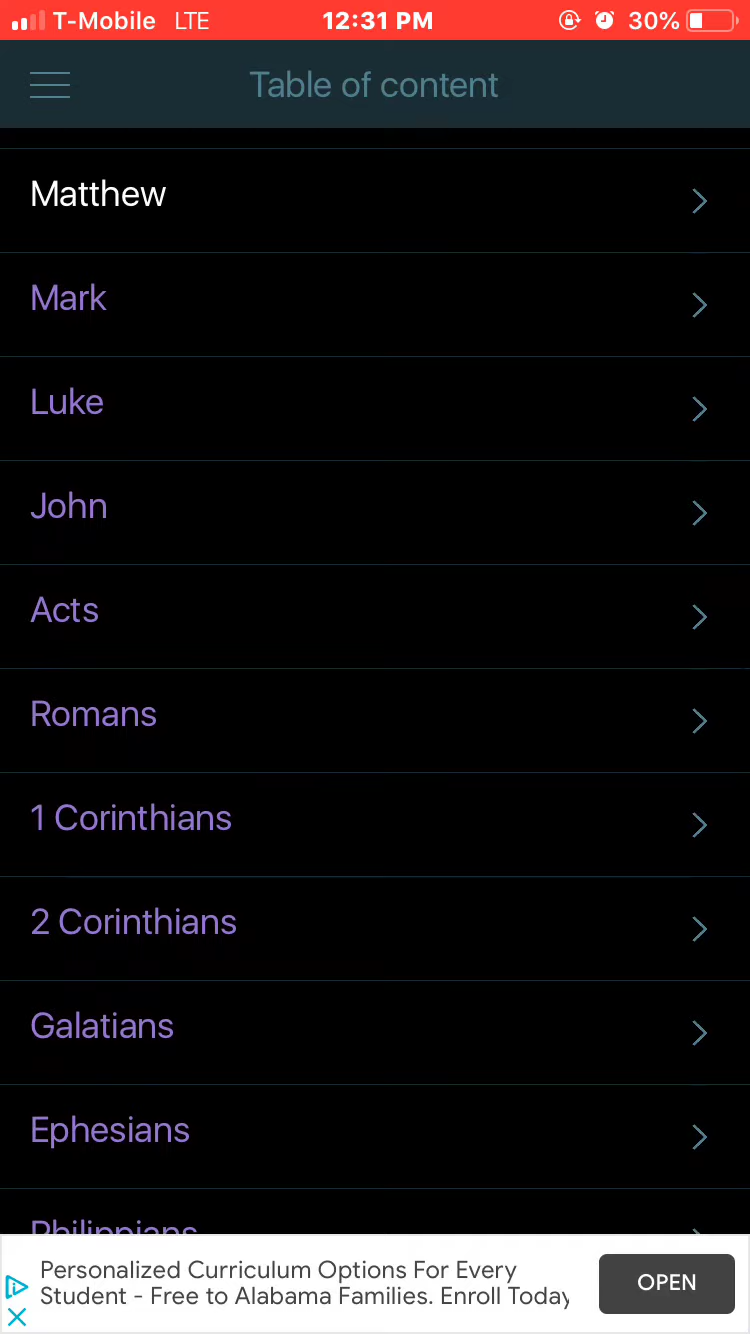 T-Mobile LTE 12:31 PM 30%
Table of content
Matthew
Mark
Luke
John
Acts
Romans
1 Corinthians
2 Corinthians
Galatians
Ephesians
Philippians
Personalized Curriculum Options For Every
Student - Free to Alabama Families. Enroll Today
OPEN